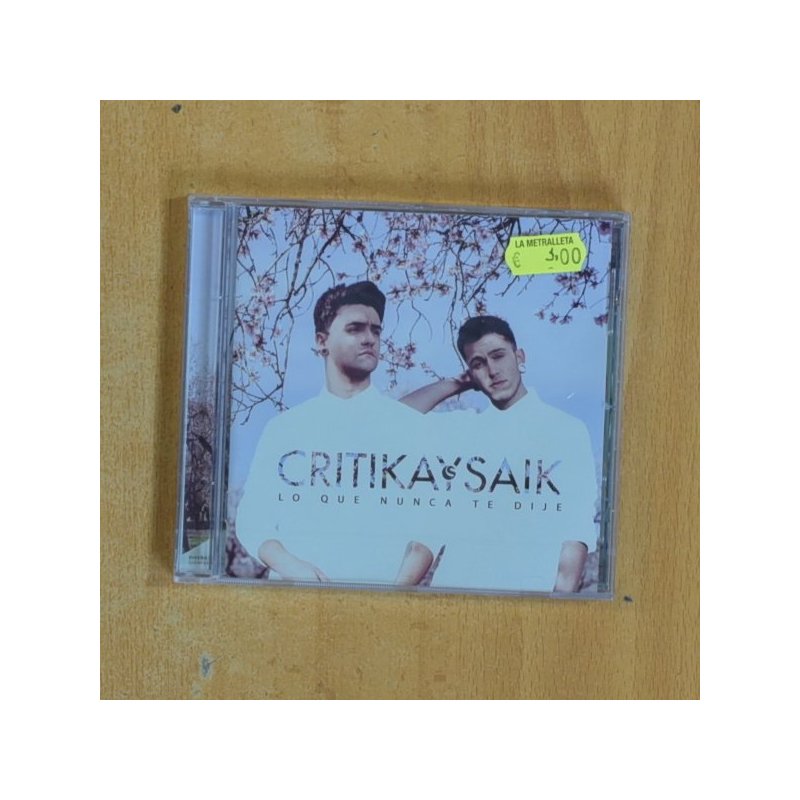 LA METRALLETA
€ 3,00
CRITIKA Y SAIK
LO QUE NUNCA TE DIJE